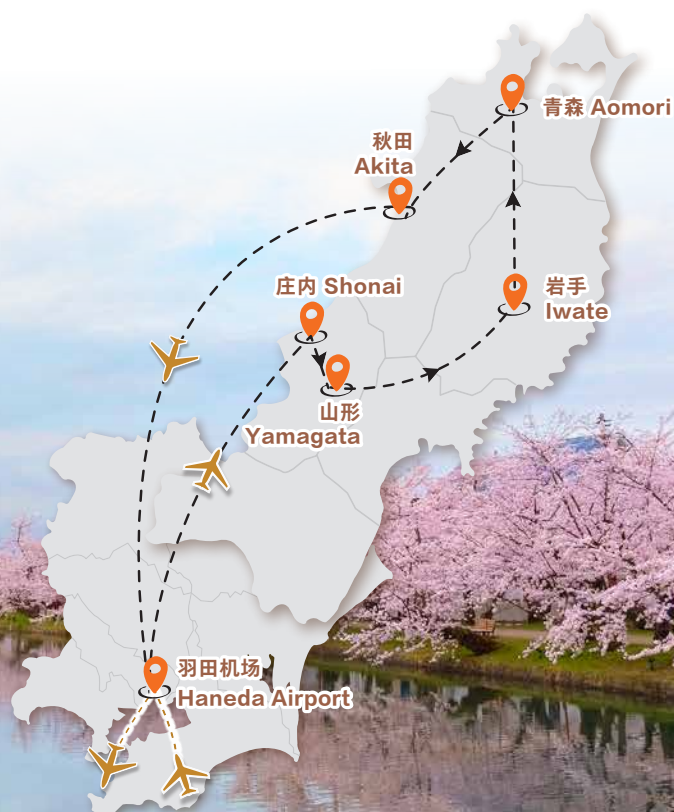 青森 Aomori
秋田
Akita
庄内 Shonai
岩手
Iwate
山形
Yamagata
羽田机场
Haneda Airport